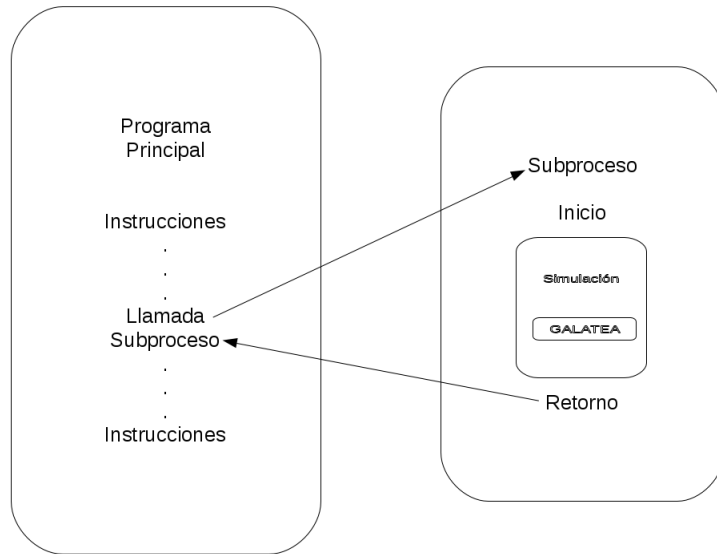 Programa
Principal
Instrucciones
.
.
.
Llamada
Subproceso
.
.
.
Instrucciones
Subproceso
Inicio
Simulación
GALATEA
Retorno